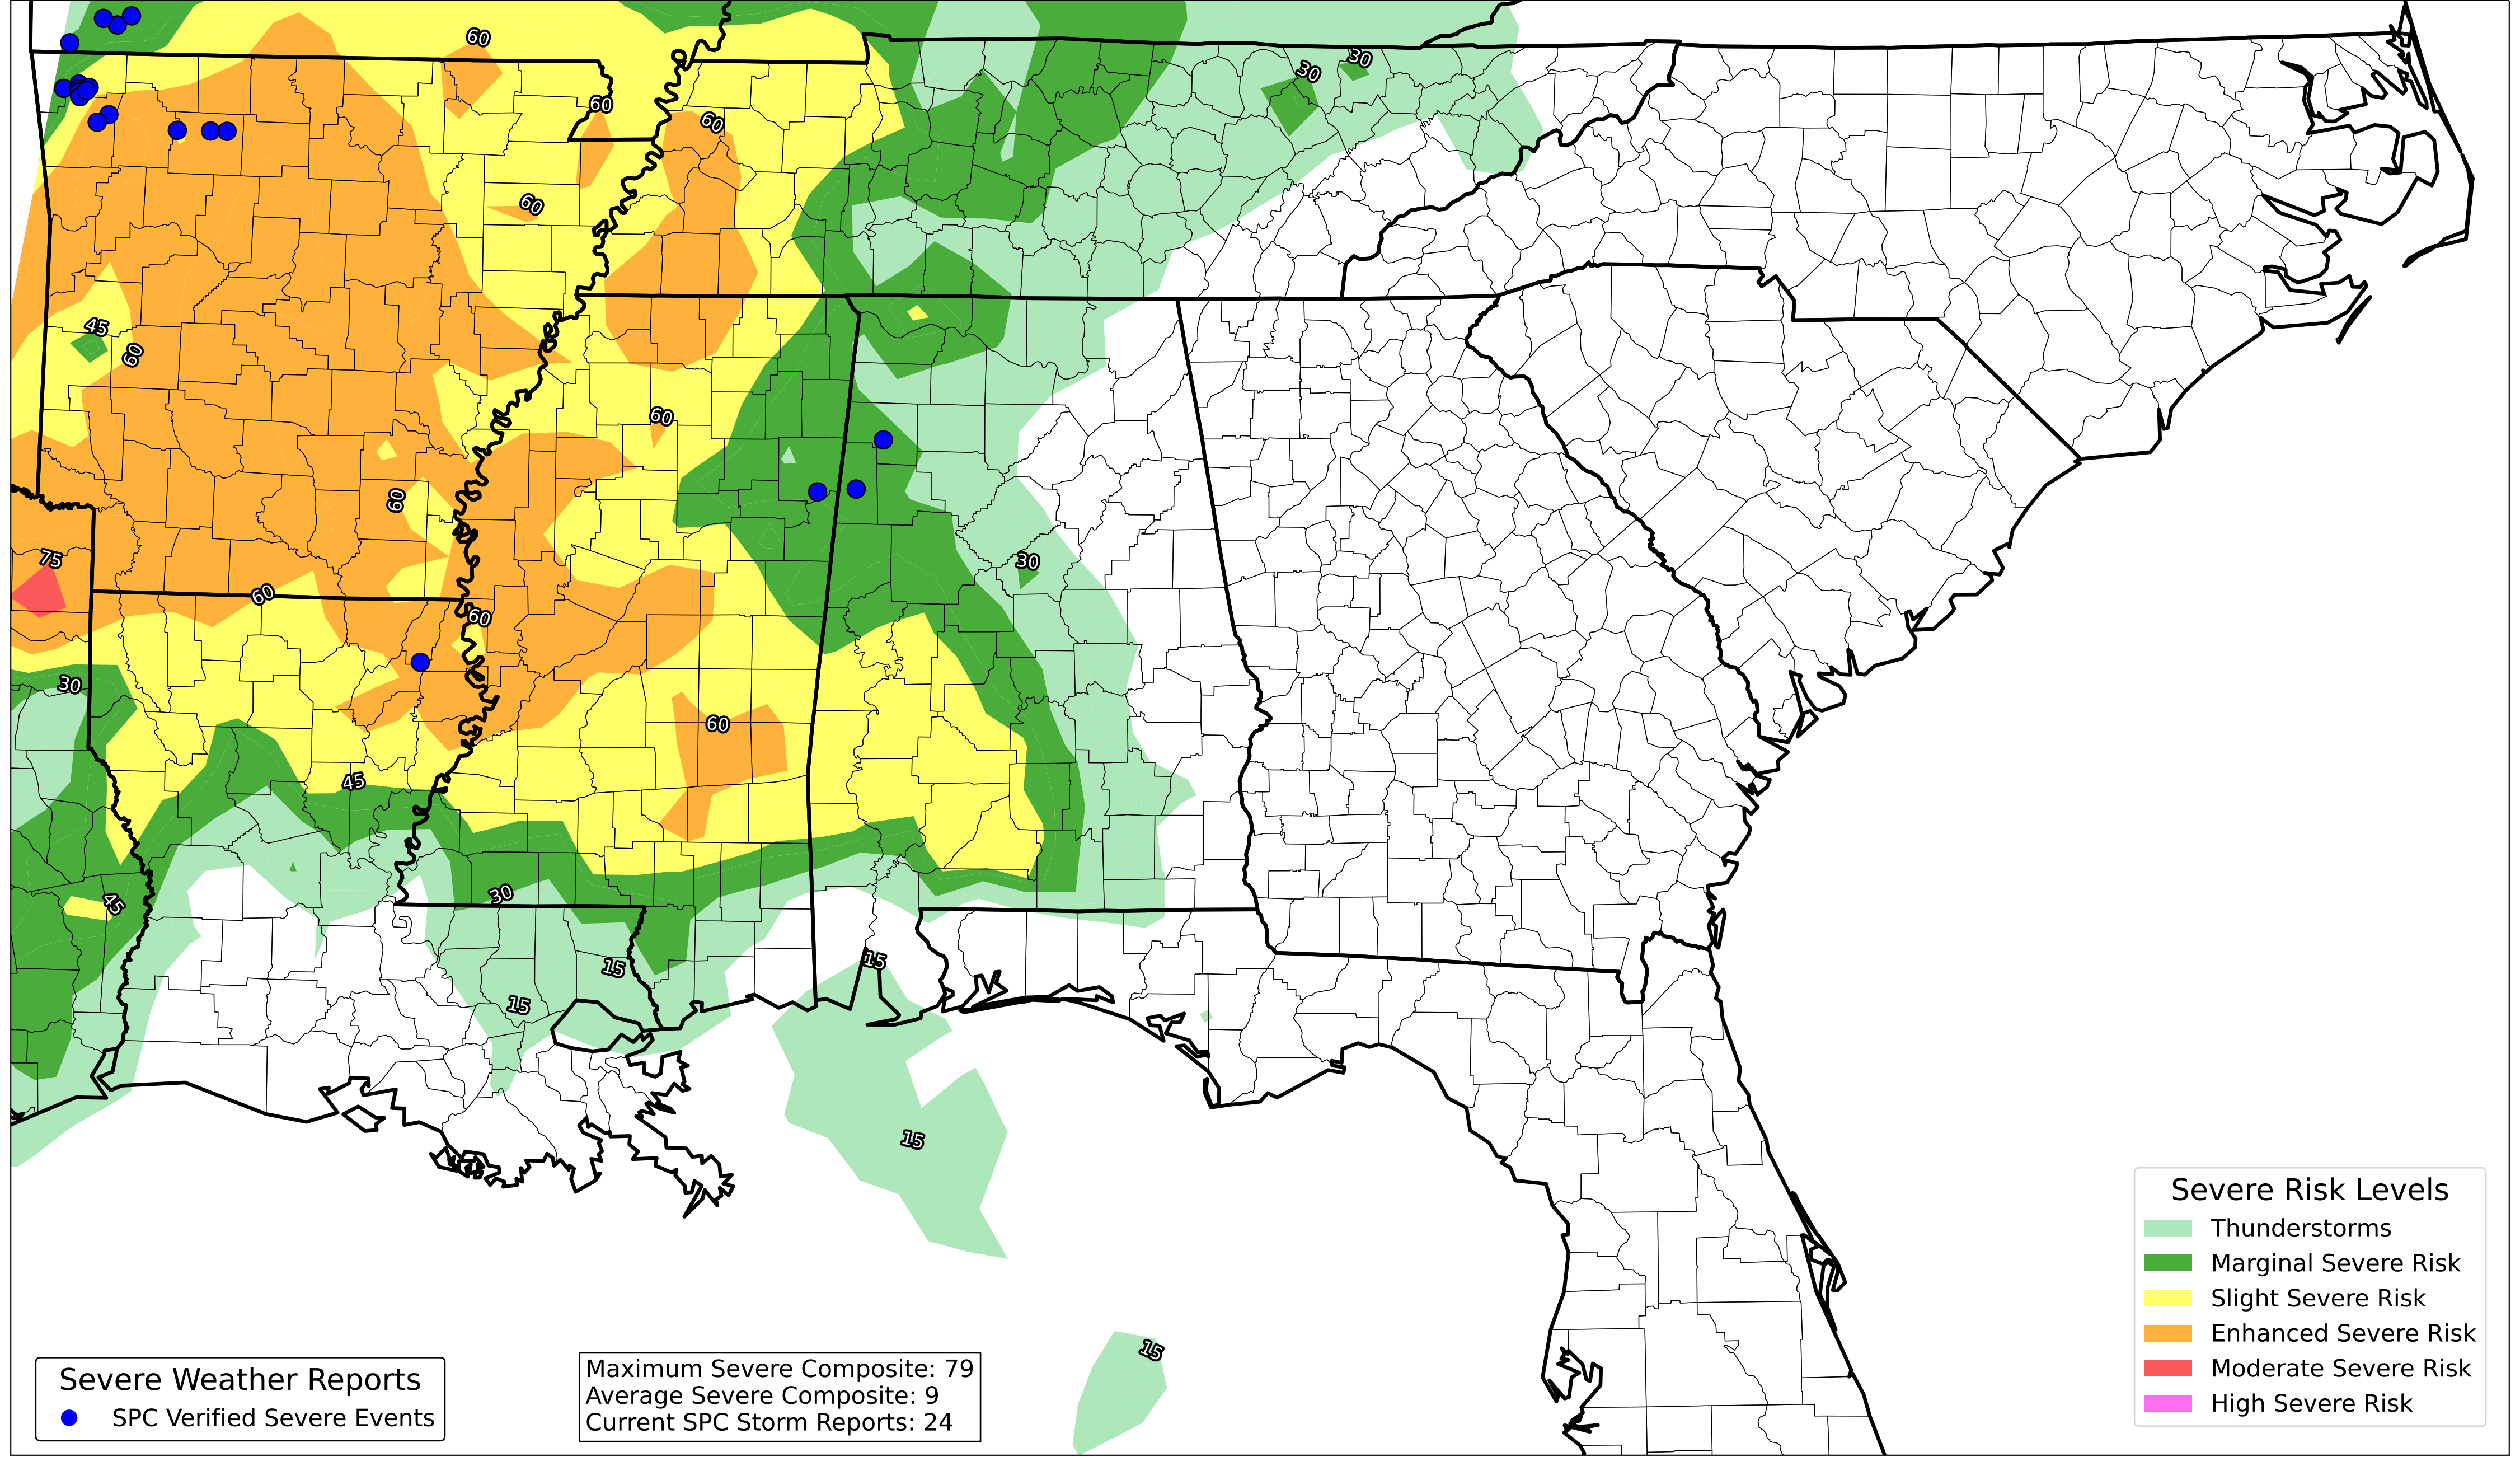 60
60
60
60
30
30
45
60
60
60
75
60
60
30
30
60
45
45
30
15
15
15
15
15
Severe Risk Levels
Thunderstorms
Marginal Severe Risk
Slight Severe Risk
Enhanced Severe Risk
Moderate Severe Risk
High Severe Risk
Severe Weather Reports
SPC Verified Severe Events
Maximum Severe Composite: 79
Average Severe Composite: 9
Current SPC Storm Reports: 24